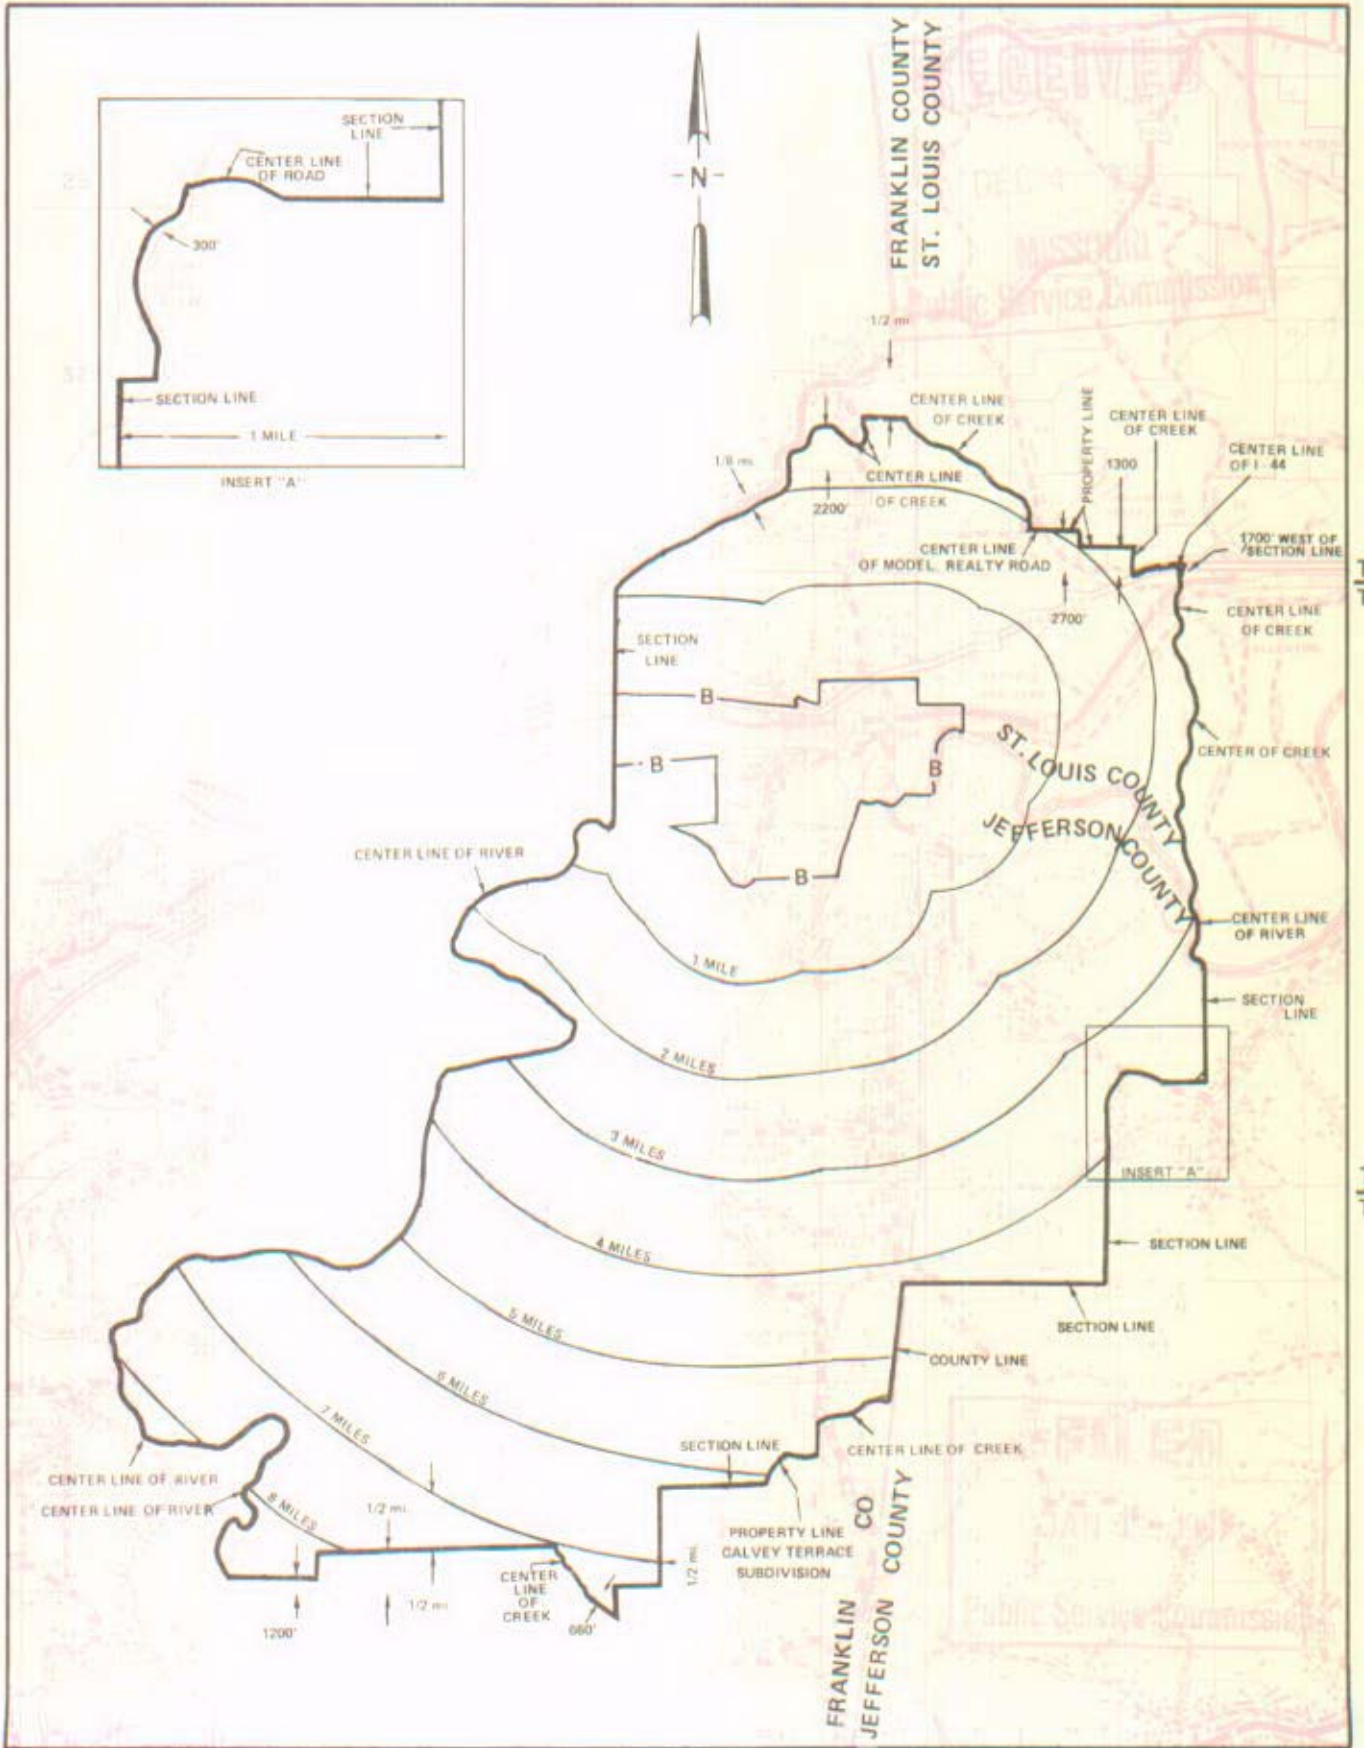 FRANKLIN COUNTY
ST. LOUIS COUNTY
SECTION
LINE
CENTER LINE
OF ROAD
300'
SECTION LINE
1 MILE
INSERT "A"
N
MISSOURI
Public Service Commission
1/2 mi.
CENTER LINE
OF CREEK
PROPERTY LINE
CENTER LINE
OF CREEK
1300
CENTER LINE
OF I-44
1/8 mi.
CENTER LINE
OF CREEK
2200'
CENTER LINE
OF MODEL REALTY ROAD
2700'
1700' WEST OF
SECTION LINE
CENTER LINE
OF CREEK
SECTION
LINE
B
B
B
B
ST. LOUIS COUNTY
JEFFERSON COUNTY
CENTER OF CREEK
CENTER LINE OF RIVER
CENTER LINE
OF RIVER
1 MILE
SECTION
LINE
2 MILES
3 MILES
INSERT "A"
4 MILES
SECTION LINE
5 MILES
SECTION LINE
COUNTY LINE
6 MILES
7 MILES
SECTION LINE
CENTER LINE OF CREEK
CENTER LINE OF RIVER
CENTER LINE OF RIVER
8 MILES
1/2 mi.
PROPERTY LINE
CALVEY TERRACE
SUBDIVISION
CENTER
LINE
OF
CREEK
1/2 mi.
1/2 mi.
1200'
660'
FRANKLIN CO
JEFFERSON COUNTY
Public Service Commission